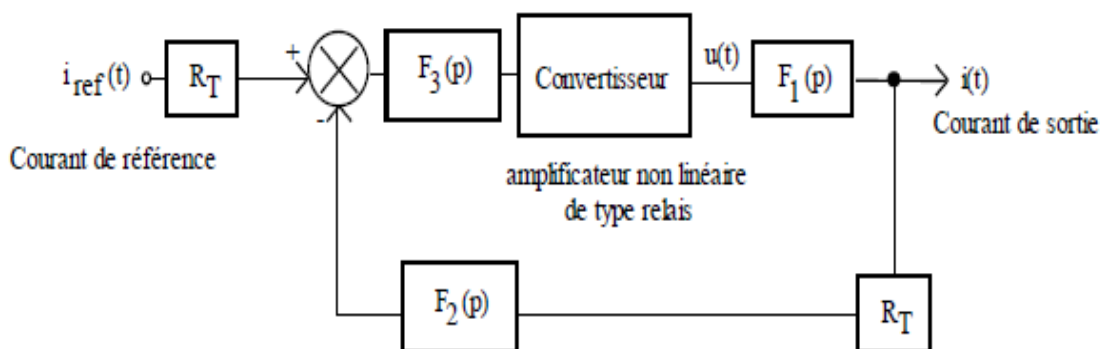 i_ref(t)
R_T
+
-
F_3(p)
Convertisseur
u(t)
F_1(p)
i(t)
Courant de sortie
Courant de référence
amplificateur non linéaire
de type relais
F_2(p)
R_T